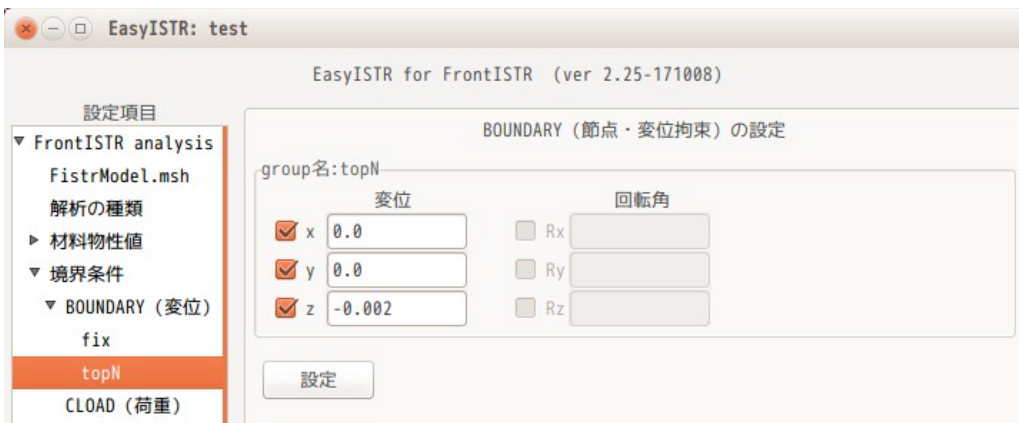 EasyISTR: test
EasyISTR for FrontISTR (ver 2.25-171008)
設定項目
▼ FrontISTR analysis
FistrModel.msh
解析の種類
▶ 材料物性値
▼ 境界条件
▼ BOUNDARY (変位)
fix
topN
CLOAD (荷重)
BOUNDARY (節点・変位拘束) の設定
group名:topN
変位 回転角
x 0.0 Rx
y 0.0 Ry
z -0.002 Rz
設定